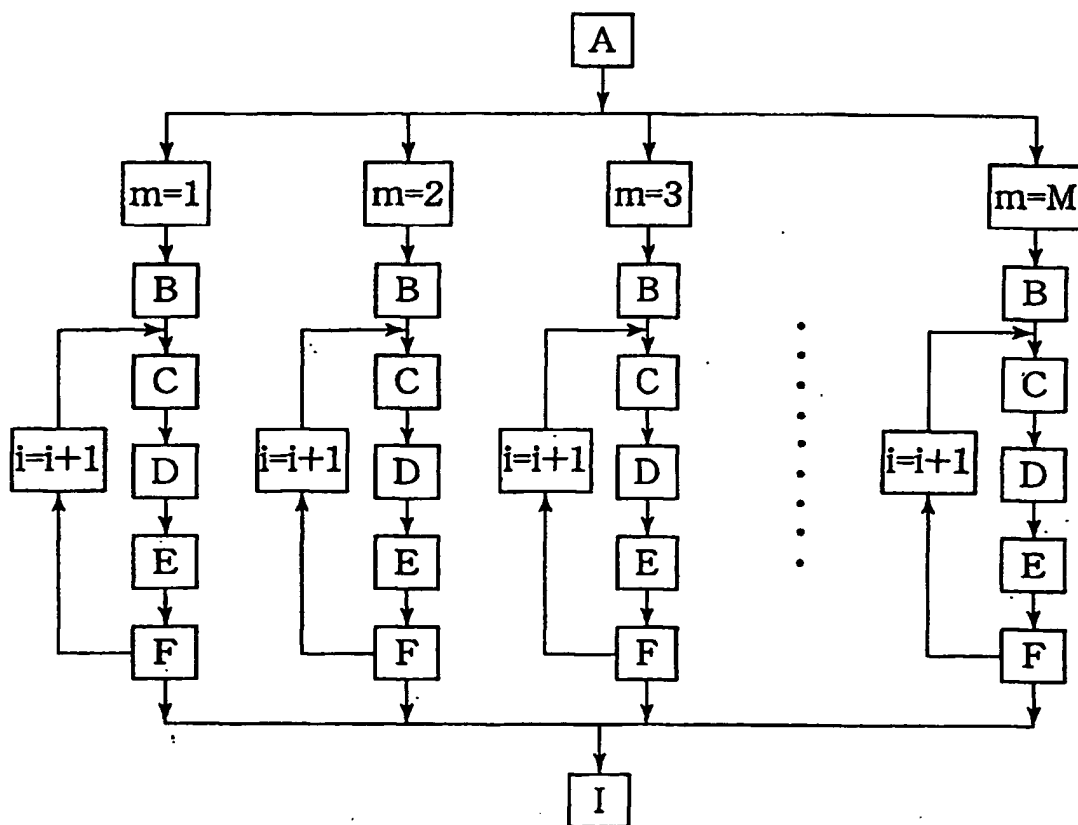 A
m=1 m=2 m=3 m=M
B B B B
C C C C
i=i+1 D i=i+1 D i=i+1 D i=i+1 D
E E E E
F F F F
I